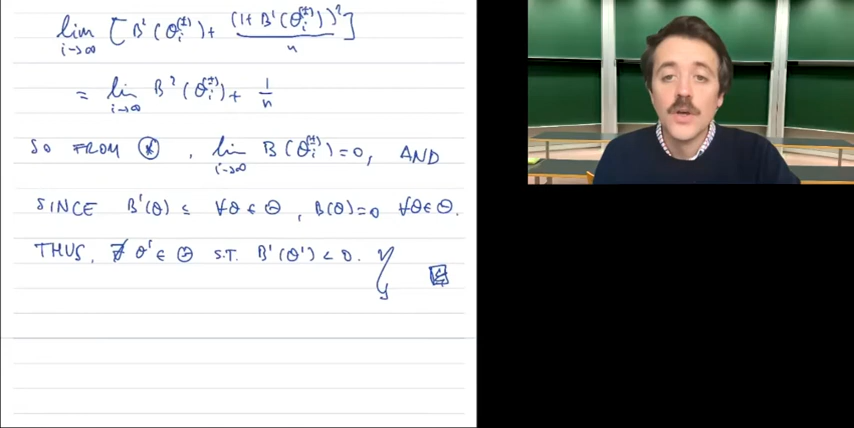 lim i→∞ [ B'(θᵢ^(±)) + (1+B'(θᵢ^(±)))² / n ]
= lim i→∞ B²(θᵢ^(±)) + 1/n
SO FROM ⊛, lim i→∞ B(θᵢ^(±)) = 0, AND
SINCE B'(θ) ≤ ∀θ ∈ Θ, B(θ)=0 ∀θ∈Θ.
THUS, ∄ θ' ∈ Θ S.T. B'(θ') < 0.